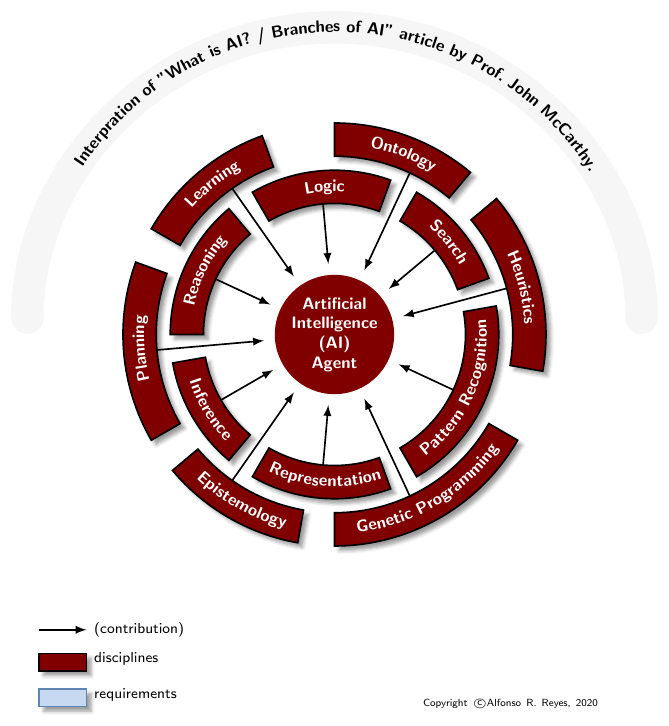 Interpration of "What is AI? / Branches of AI" article by Prof. John McCarthy.
Ontology
Learning
Logic
Search
Heuristics
Reasoning
Artificial
Intelligence
(AI)
Agent
Planning
Pattern Recognition
Inference
Representation
Epistemology
Genetic Programming
(contribution)
disciplines
requirements
Copyright ©Alfonso R. Reyes, 2020